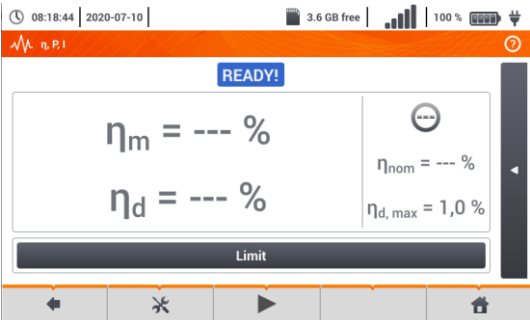 08:18:44 2020-07-10 3.6 GB free 100 %
η, P, I ?
READY!
ηm = --- %
ηd = --- %
---
ηnom = --- %
ηd, max = 1,0 %
Limit